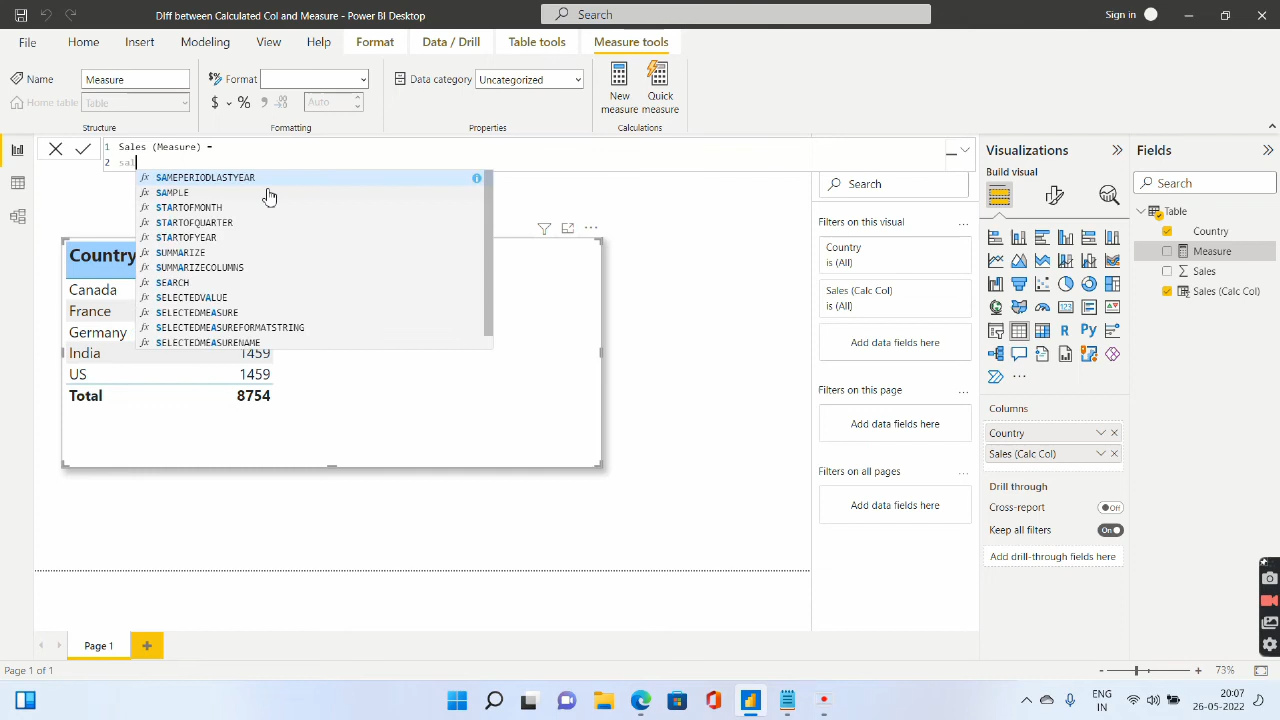 DIff between Calculated Col and Measure - Power BI Desktop
Search
Sign in
File
Home
Insert
Modeling
View
Help
Format
Data / Drill
Table tools
Measure tools
Name
Measure
Format
Data category
Uncategorized
New measure
Quick measure
Home table
Table
$ %
Auto
Structure
Formatting
Properties
Calculations
1 Sales (Measure) =
2 sal
SAMEPERIODLASTYEAR
SAMPLE
STARTOFMONTH
STARTOFQUARTER
STARTOFYEAR
SUMMARIZE
SUMMARIZECOLUMNS
SEARCH
SELECTEDVALUE
SELECTEDMEASURE
SELECTEDMEASUREFORMATSTRING
SELECTEDMEASURENAME
Country
Canada
France
Germany
India 1459
US 1459
Total 8754
Search
Filters on this visual
Country
is (All)
Sales (Calc Col)
is (All)
Add data fields here
Filters on this page
Add data fields here
Filters on all pages
Add data fields here
Visualizations
Build visual
123
R
Py
Columns
Country
Sales (Calc Col)
Drill through
Cross-report
Off
Keep all filters
On
Add drill-through fields here
Fields
Search
Table
Country
Measure
Sales
Sales (Calc Col)
Page 1
Page 1 of 1
73%
ENG
IN
20:07
26-05-2022